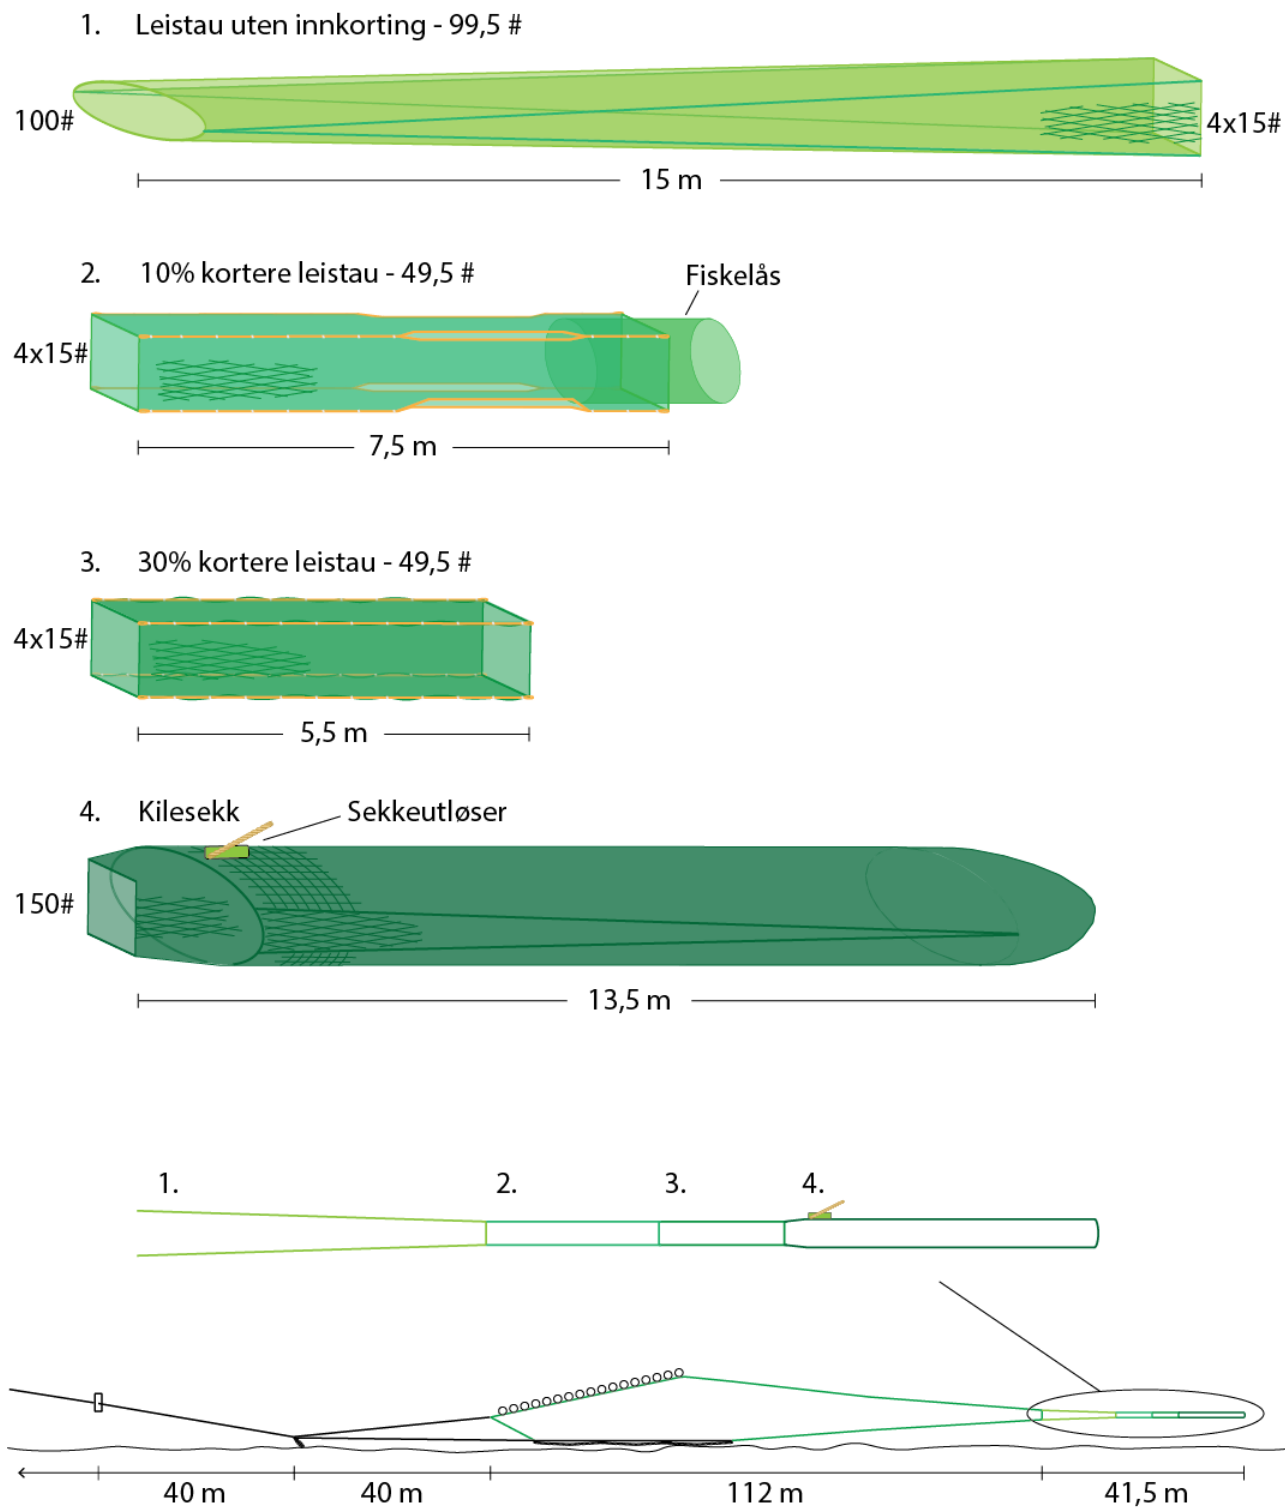 1. Leistau uten innkorting - 99,5 #
100#
4x15#
15 m
2. 10% kortere leistau - 49,5 #
Fiskelås
4x15#
7,5 m
3. 30% kortere leistau - 49,5 #
4x15#
5,5 m
4. Kilesekk
Sekkeutløser
150#
13,5 m
1. 2. 3. 4.
40 m 40 m 112 m 41,5 m